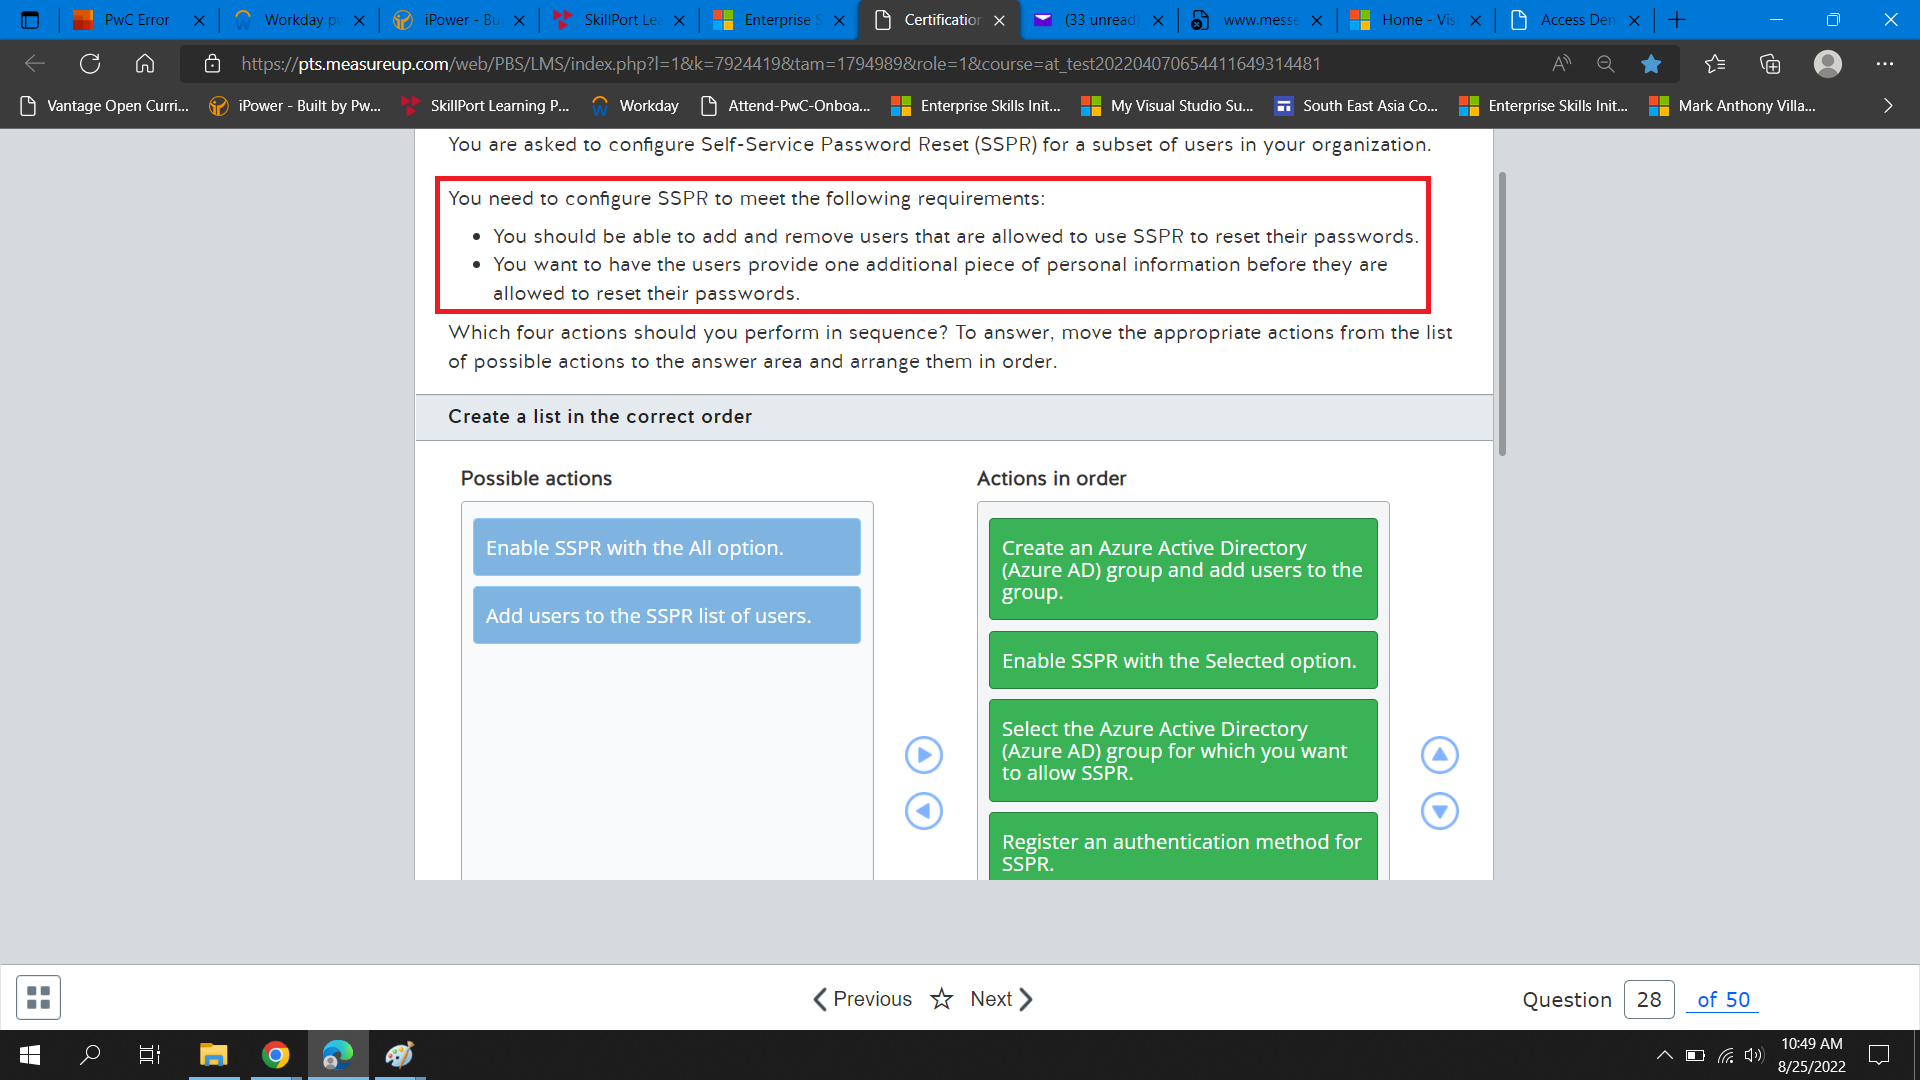 PwC Error
Workday pw
iPower - Bu
SkillPort Lea
Enterprise S
Certification
(33 unread)
www.messe
Home - Vis
Access Den
https://pts.measureup.com/web/PBS/LMS/index.php?l=1&k=7924419&tam=1794989&role=1&course=at_test2022040706544116493​14481
Vantage Open Curri...
iPower - Built by Pw...
SkillPort Learning P...
Workday
Attend-PwC-Onboa...
Enterprise Skills Init...
My Visual Studio Su...
South East Asia Co...
Enterprise Skills Init...
Mark Anthony Villa...
You are asked to configure Self-Service Password Reset (SSPR) for a subset of users in your organization.
You need to configure SSPR to meet the following requirements:
• You should be able to add and remove users that are allowed to use SSPR to reset their passwords.
• You want to have the users provide one additional piece of personal information before they are
allowed to reset their passwords.
Which four actions should you perform in sequence? To answer, move the appropriate actions from the list
of possible actions to the answer area and arrange them in order.
Create a list in the correct order
Possible actions
Enable SSPR with the All option.
Add users to the SSPR list of users.
Actions in order
Create an Azure Active Directory
(Azure AD) group and add users to the
group.
Enable SSPR with the Selected option.
Select the Azure Active Directory
(Azure AD) group for which you want
to allow SSPR.
Register an authentication method for
SSPR.
Previous
Next
Question 28 of 50
10:49 AM
8/25/2022